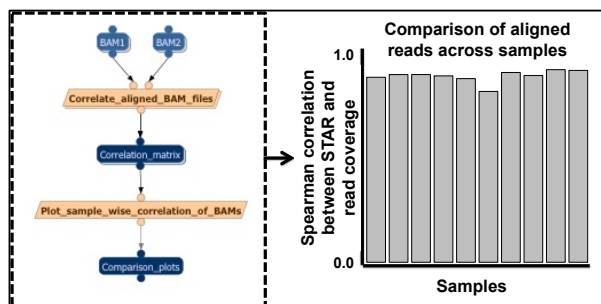 BAM1
BAM2
Correlate_aligned_BAM_files
Correlation_matrix
Plot_sample_wise_correlation_of_BAMs
Comparison_plots
Comparison of aligned
reads across samples
1.0
Spearman correlation
between STAR and
read coverage
0.0
Samples